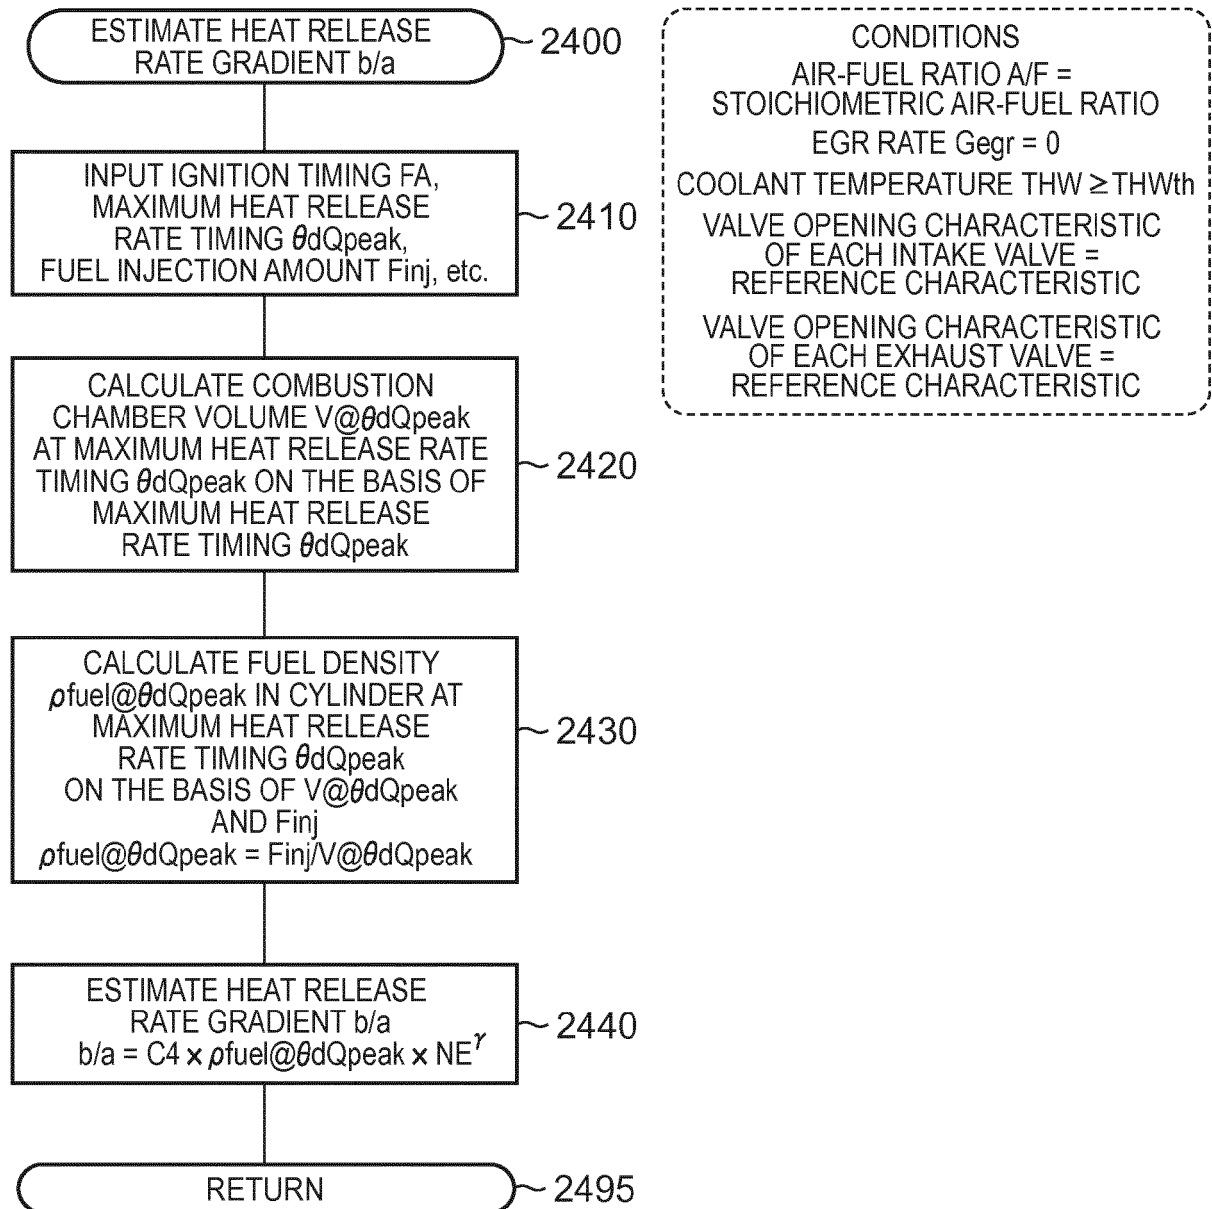 ESTIMATE HEAT RELEASE
RATE GRADIENT b/a
2400
INPUT IGNITION TIMING FA,
MAXIMUM HEAT RELEASE
RATE TIMING θdQpeak,
FUEL INJECTION AMOUNT Finj, etc.
2410
CALCULATE COMBUSTION
CHAMBER VOLUME V@θdQpeak
AT MAXIMUM HEAT RELEASE RATE
TIMING θdQpeak ON THE BASIS OF
MAXIMUM HEAT RELEASE
RATE TIMING θdQpeak
2420
CALCULATE FUEL DENSITY
ρfuel@θdQpeak IN CYLINDER AT
MAXIMUM HEAT RELEASE
RATE TIMING θdQpeak
ON THE BASIS OF V@θdQpeak
AND Finj
ρfuel@θdQpeak = Finj/V@θdQpeak
2430
ESTIMATE HEAT RELEASE
RATE GRADIENT b/a
b/a = C4 × ρfuel@θdQpeak × NE^γ
2440
RETURN
2495
CONDITIONS
AIR-FUEL RATIO A/F =
STOICHIOMETRIC AIR-FUEL RATIO
EGR RATE Gegr = 0
COOLANT TEMPERATURE THW ≥ THWth
VALVE OPENING CHARACTERISTIC
OF EACH INTAKE VALVE =
REFERENCE CHARACTERISTIC
VALVE OPENING CHARACTERISTIC
OF EACH EXHAUST VALVE =
REFERENCE CHARACTERISTIC